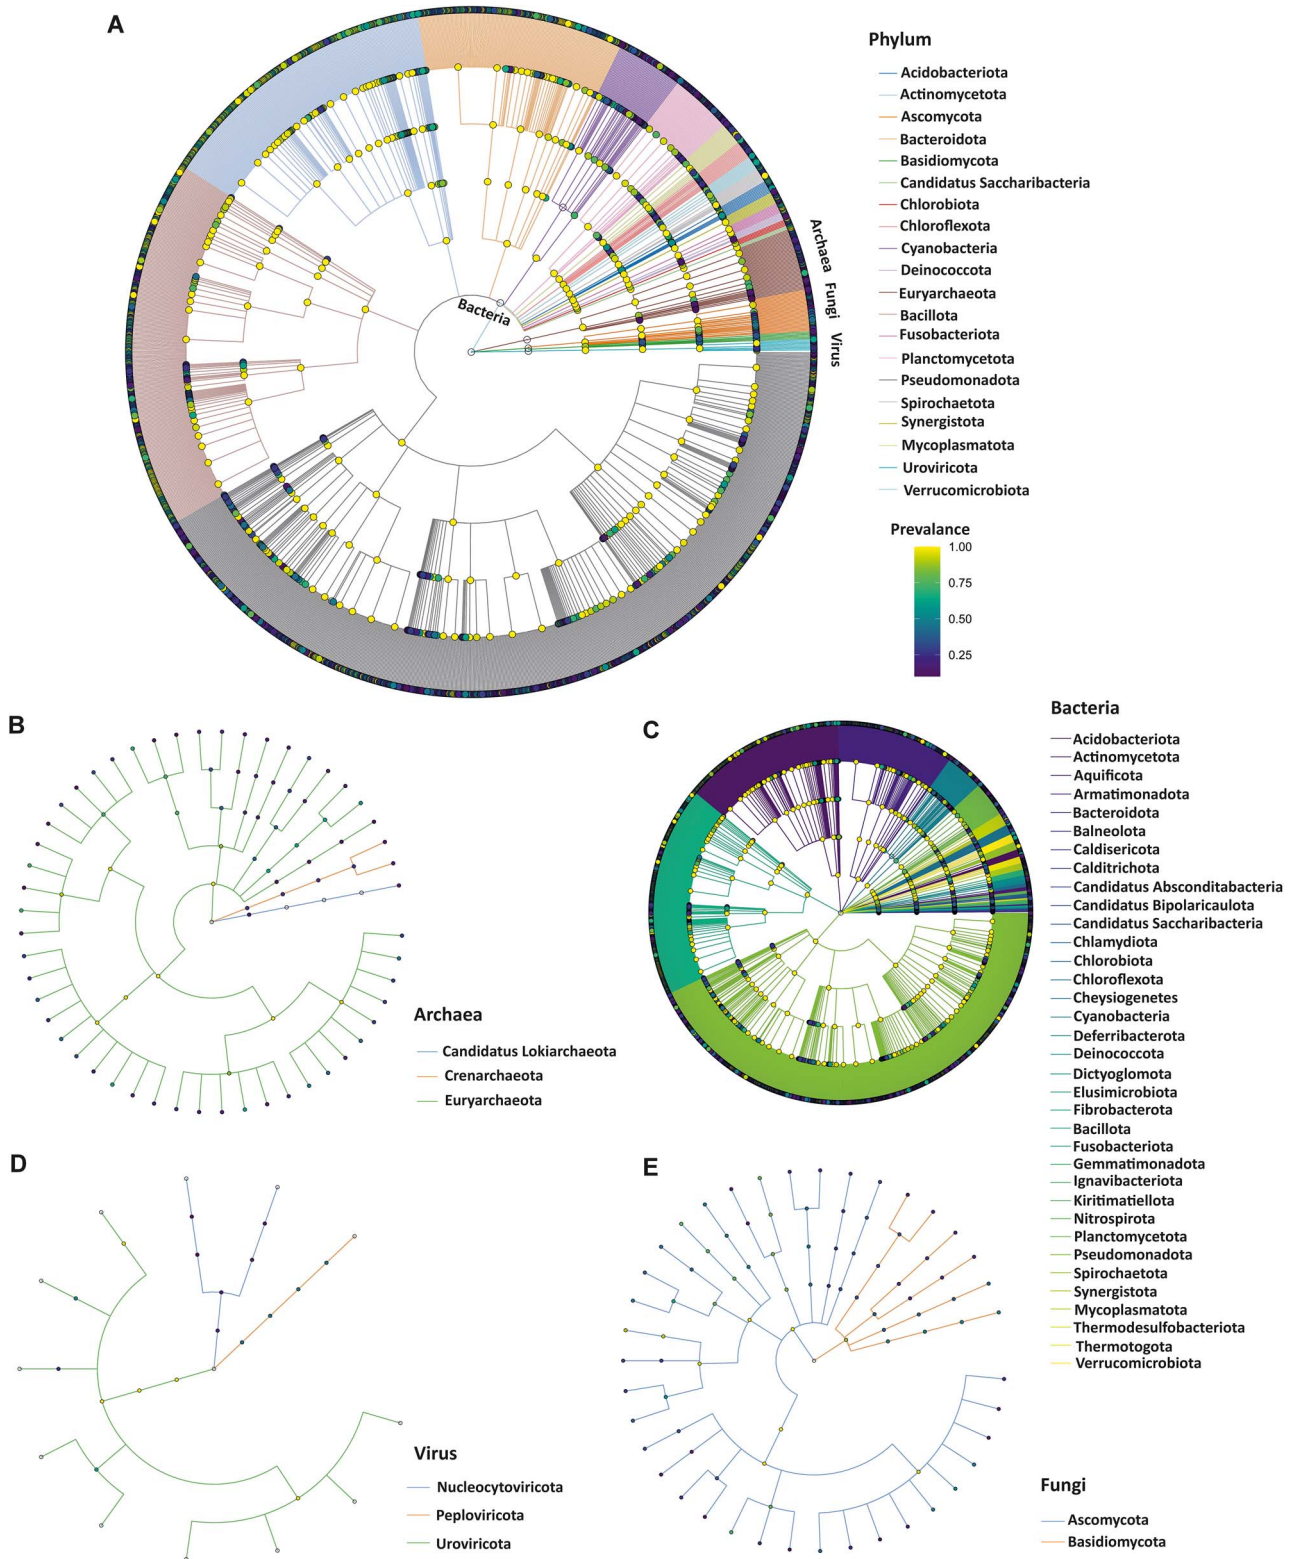 A
Phylum
Acidobacteriota
Actinomycetota
Ascomycota
Bacteroidota
Basidiomycota
Candidatus Saccharibacteria
Chlorobiota
Chloroflexota
Cyanobacteria
Deinococcota
Euryarchaeota
Bacillota
Fusobacteriota
Planctomycetota
Pseudomonadota
Spirochaetota
Synergistota
Mycoplasmatota
Uroviricota
Verrucomicrobiota
Archaea
Fungi
Virus
Bacteria
Prevalance
1.00
0.75
0.50
0.25
B
Archaea
Candidatus Lokiarchaeota
Crenarchaeota
Euryarchaeota
C
Bacteria
Acidobacteriota
Actinomycetota
Aquificota
Armatimonadota
Bacteroidota
Balneolota
Caldisericota
Calditrichota
Candidatus Absconditabacteria
Candidatus Bipolaricaulota
Candidatus Saccharibacteria
Chlamydiota
Chlorobiota
Chloroflexota
Cheysiogenetes
Cyanobacteria
Deferribacterota
Deinococcota
Dictyoglomota
Elusimicrobiota
Fibrobacterota
Bacillota
Fusobacteriota
Gemmatimonadota
Ignavibacteriota
Kiritimatiellota
Nitrospirota
Planctomycetota
Pseudomonadota
Spirochaetota
Synergistota
Mycoplasmatota
Thermodesulfobacteriota
Thermotogota
Verrucomicrobiota
D
Virus
Nucleocytoviricota
Peploviricota
Uroviricota
E
Fungi
Ascomycota
Basidiomycota